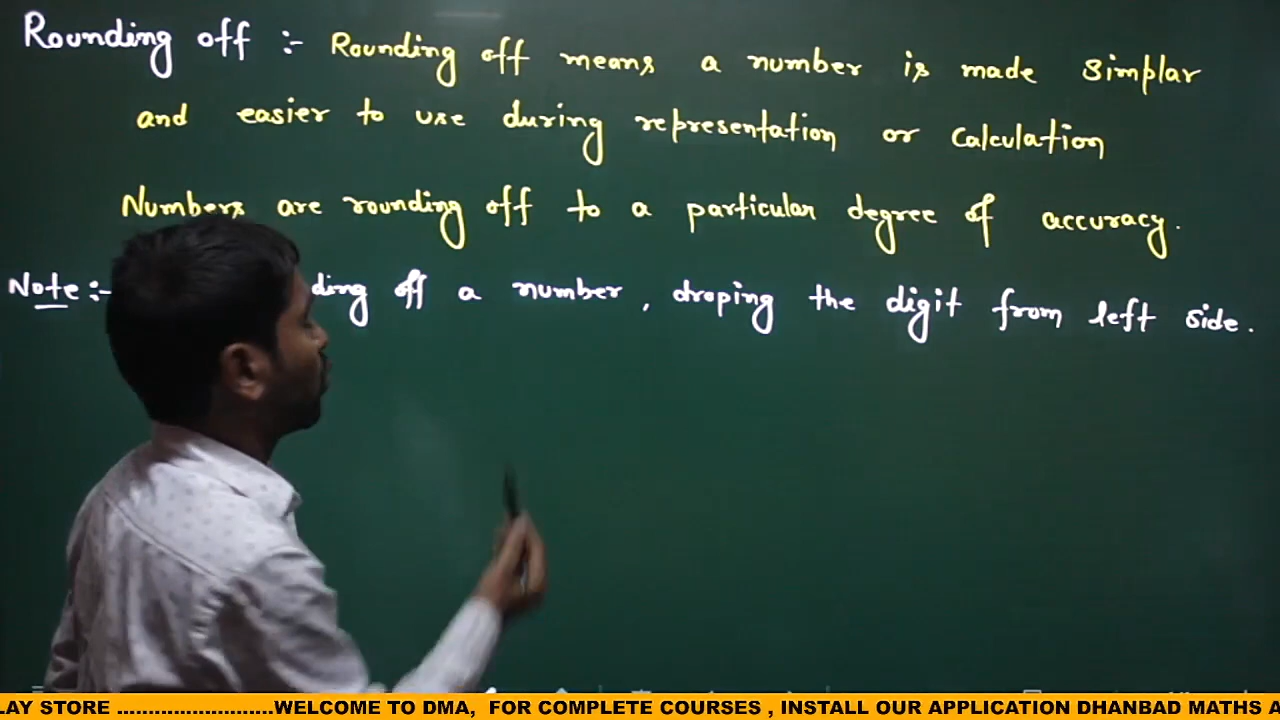 Rounding off :- Rounding off means a number is made simplar
and easier to use during representation or calculation
Numbers are rounding off to a particular degree of accuracy.
Note :- ding off a number, droping the digit from left side.
LAY STORE .........................WELCOME TO DMA, FOR COMPLETE COURSES , INSTALL OUR APPLICATION DHANBAD MATHS A